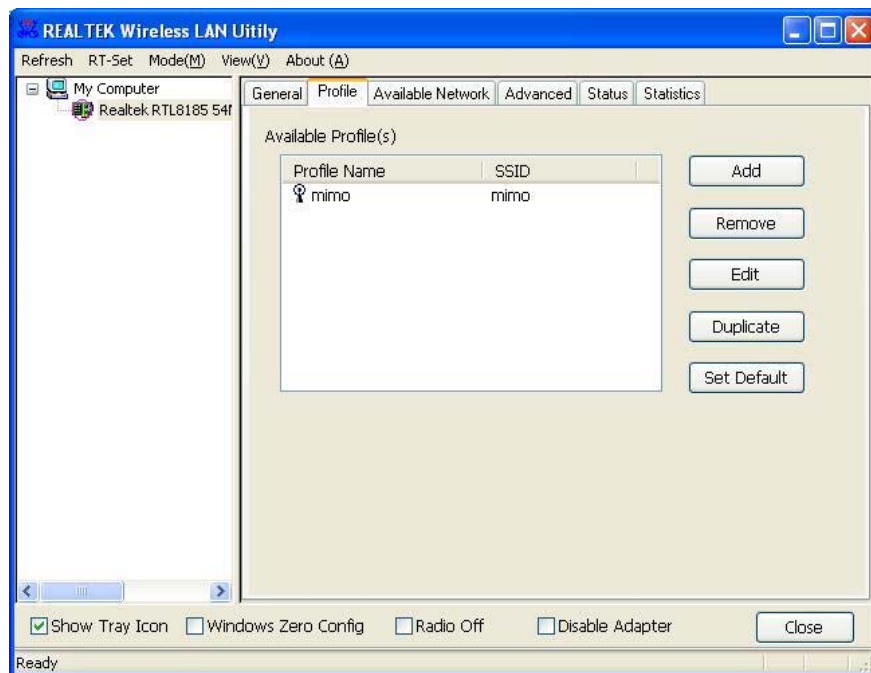 REALTEK Wireless LAN Uitily
Refresh RT-Set Mode(M) View(V) About (A)
My Computer
Realtek RTL8185 54M
General Profile Available Network Advanced Status Statistics
Available Profile(s)
Profile Name SSID
mimo mimo
Add
Remove
Edit
Duplicate
Set Default
Show Tray Icon Windows Zero Config Radio Off Disable Adapter Close
Ready